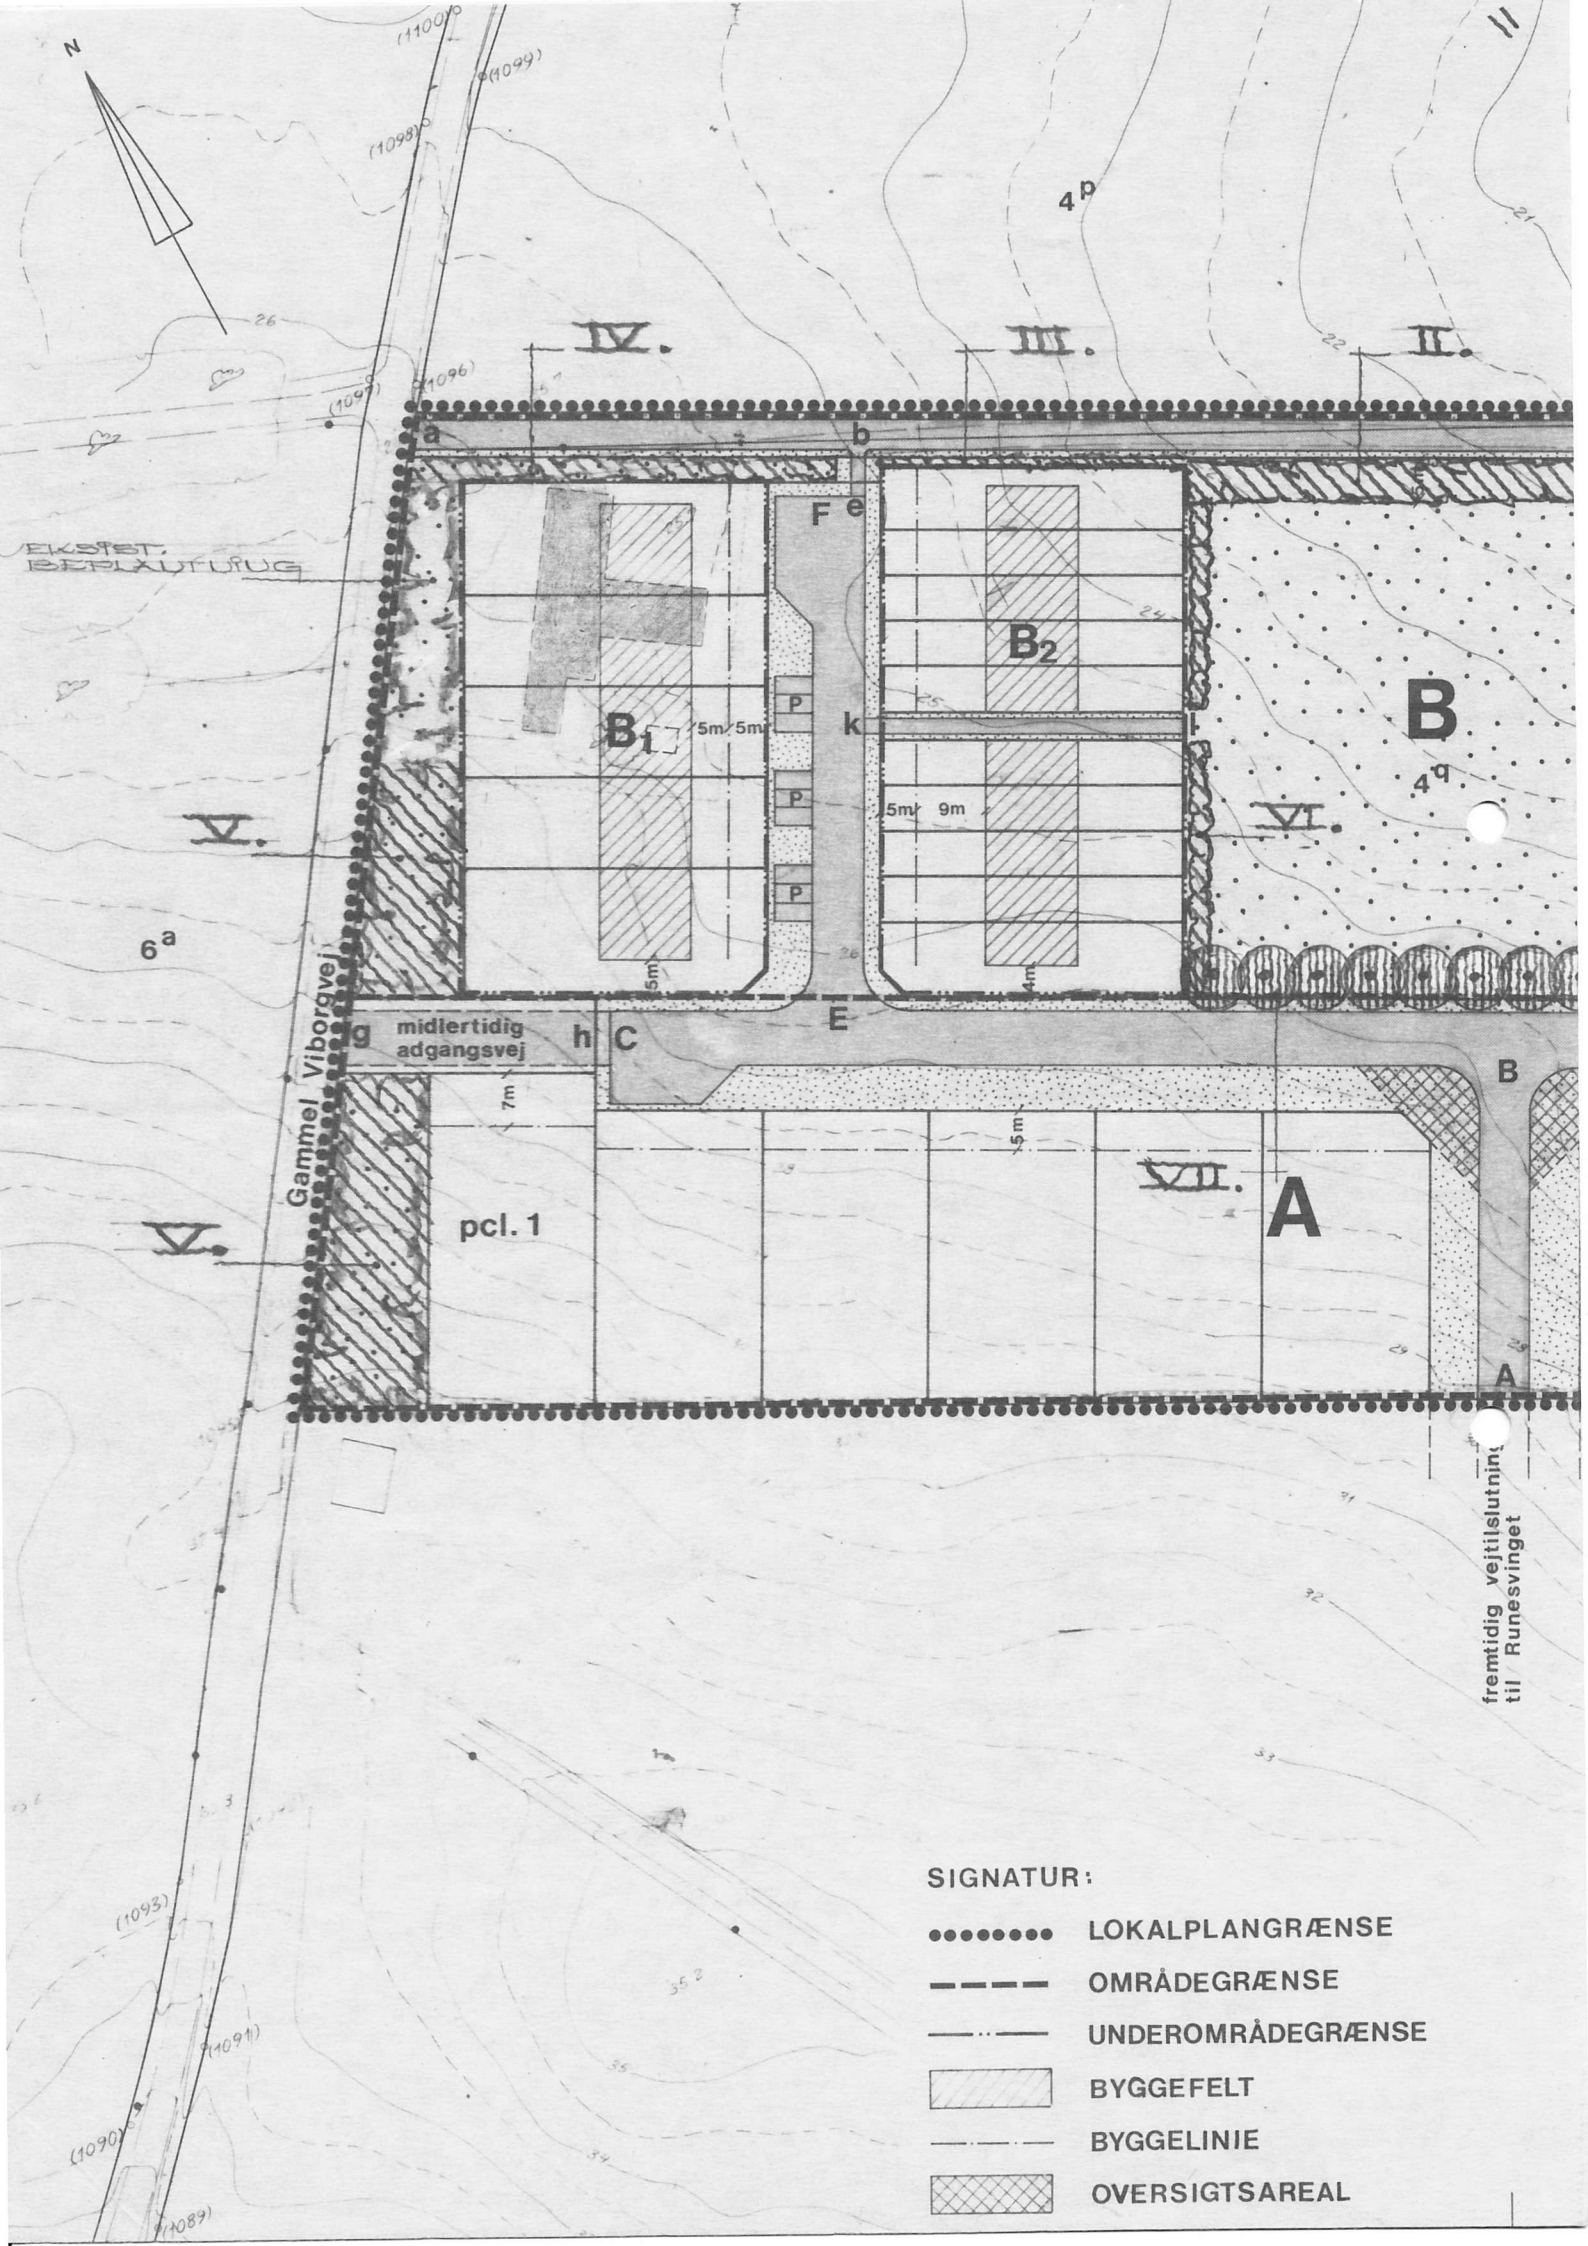 (1100)
N
(1099)
(1098)
II
4p
21
26
IV.
III.
II.
22
(1096)
a
b
F
e
EKSIST.
BEPLANTNING
B2
24
25
B
B1
5m
5m
P
k
l
4q
P
5m
9m
VI.
V.
P
6a
26
5m
4m
E
g
midlertidig
adgangsvej
h
C
B
Gammel Viborgvej
7m
5m
VII.
A
pcl. 1
V.
29
A
31
fremtidig vejtilslutning
til Runesvinget
32
33
(1093)
SIGNATUR:
LOKALPLANGRÆNSE
35.2
OMRÅDEGRÆNSE
(1091)
UNDEROMRÅDEGRÆNSE
35
BYGGEFELT
(1090)
BYGGELINIE
34
OVERSIGTSAREAL
(1089)